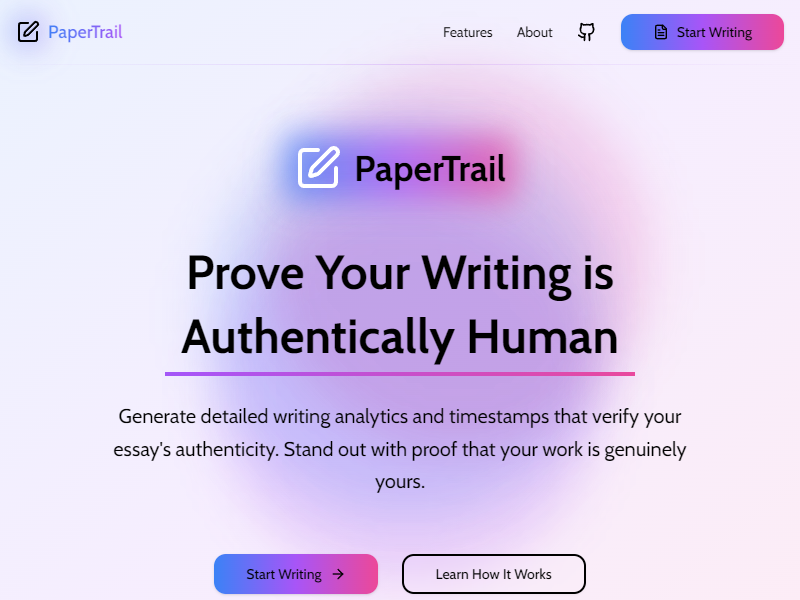 PaperTrail
Features
About
Start Writing
PaperTrail
Prove Your Writing is
Authentically Human
Generate detailed writing analytics and timestamps that verify your
essay's authenticity. Stand out with proof that your work is genuinely
yours.
Start Writing
Learn How It Works